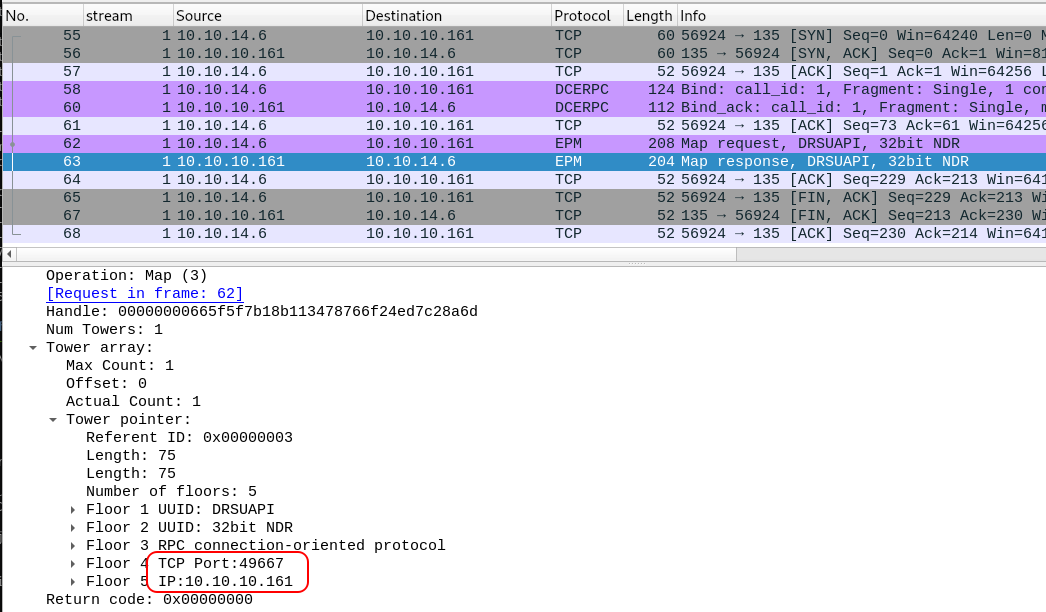 No. stream Source Destination Protocol Length Info
55 1 10.10.14.6 10.10.10.161 TCP 60 56924 → 135 [SYN] Seq=0 Win=64240 Len=0
56 1 10.10.10.161 10.10.14.6 TCP 60 135 → 56924 [SYN, ACK] Seq=0 Ack=1 Win=81
57 1 10.10.14.6 10.10.10.161 TCP 52 56924 → 135 [ACK] Seq=1 Ack=1 Win=64256
58 1 10.10.14.6 10.10.10.161 DCERPC 124 Bind: call_id: 1, Fragment: Single, 1 con
60 1 10.10.10.161 10.10.14.6 DCERPC 112 Bind_ack: call_id: 1, Fragment: Single, m
61 1 10.10.14.6 10.10.10.161 TCP 52 56924 → 135 [ACK] Seq=73 Ack=61 Win=64256
62 1 10.10.14.6 10.10.10.161 EPM 208 Map request, DRSUAPI, 32bit NDR
63 1 10.10.10.161 10.10.14.6 EPM 204 Map response, DRSUAPI, 32bit NDR
64 1 10.10.14.6 10.10.10.161 TCP 52 56924 → 135 [ACK] Seq=229 Ack=213 Win=641
65 1 10.10.14.6 10.10.10.161 TCP 52 56924 → 135 [FIN, ACK] Seq=229 Ack=213 Wi
67 1 10.10.10.161 10.10.14.6 TCP 52 135 → 56924 [FIN, ACK] Seq=213 Ack=230 Wi
68 1 10.10.14.6 10.10.10.161 TCP 52 56924 → 135 [ACK] Seq=230 Ack=214 Win=641
Operation: Map (3)
[Request in frame: 62]
Handle: 00000000665f5f7b18b113478766f24ed7c28a6d
Num Towers: 1
Tower array:
Max Count: 1
Offset: 0
Actual Count: 1
Tower pointer:
Referent ID: 0x00000003
Length: 75
Length: 75
Number of floors: 5
Floor 1 UUID: DRSUAPI
Floor 2 UUID: 32bit NDR
Floor 3 RPC connection-oriented protocol
Floor 4 TCP Port:49667
Floor 5 IP:10.10.10.161
Return code: 0x00000000